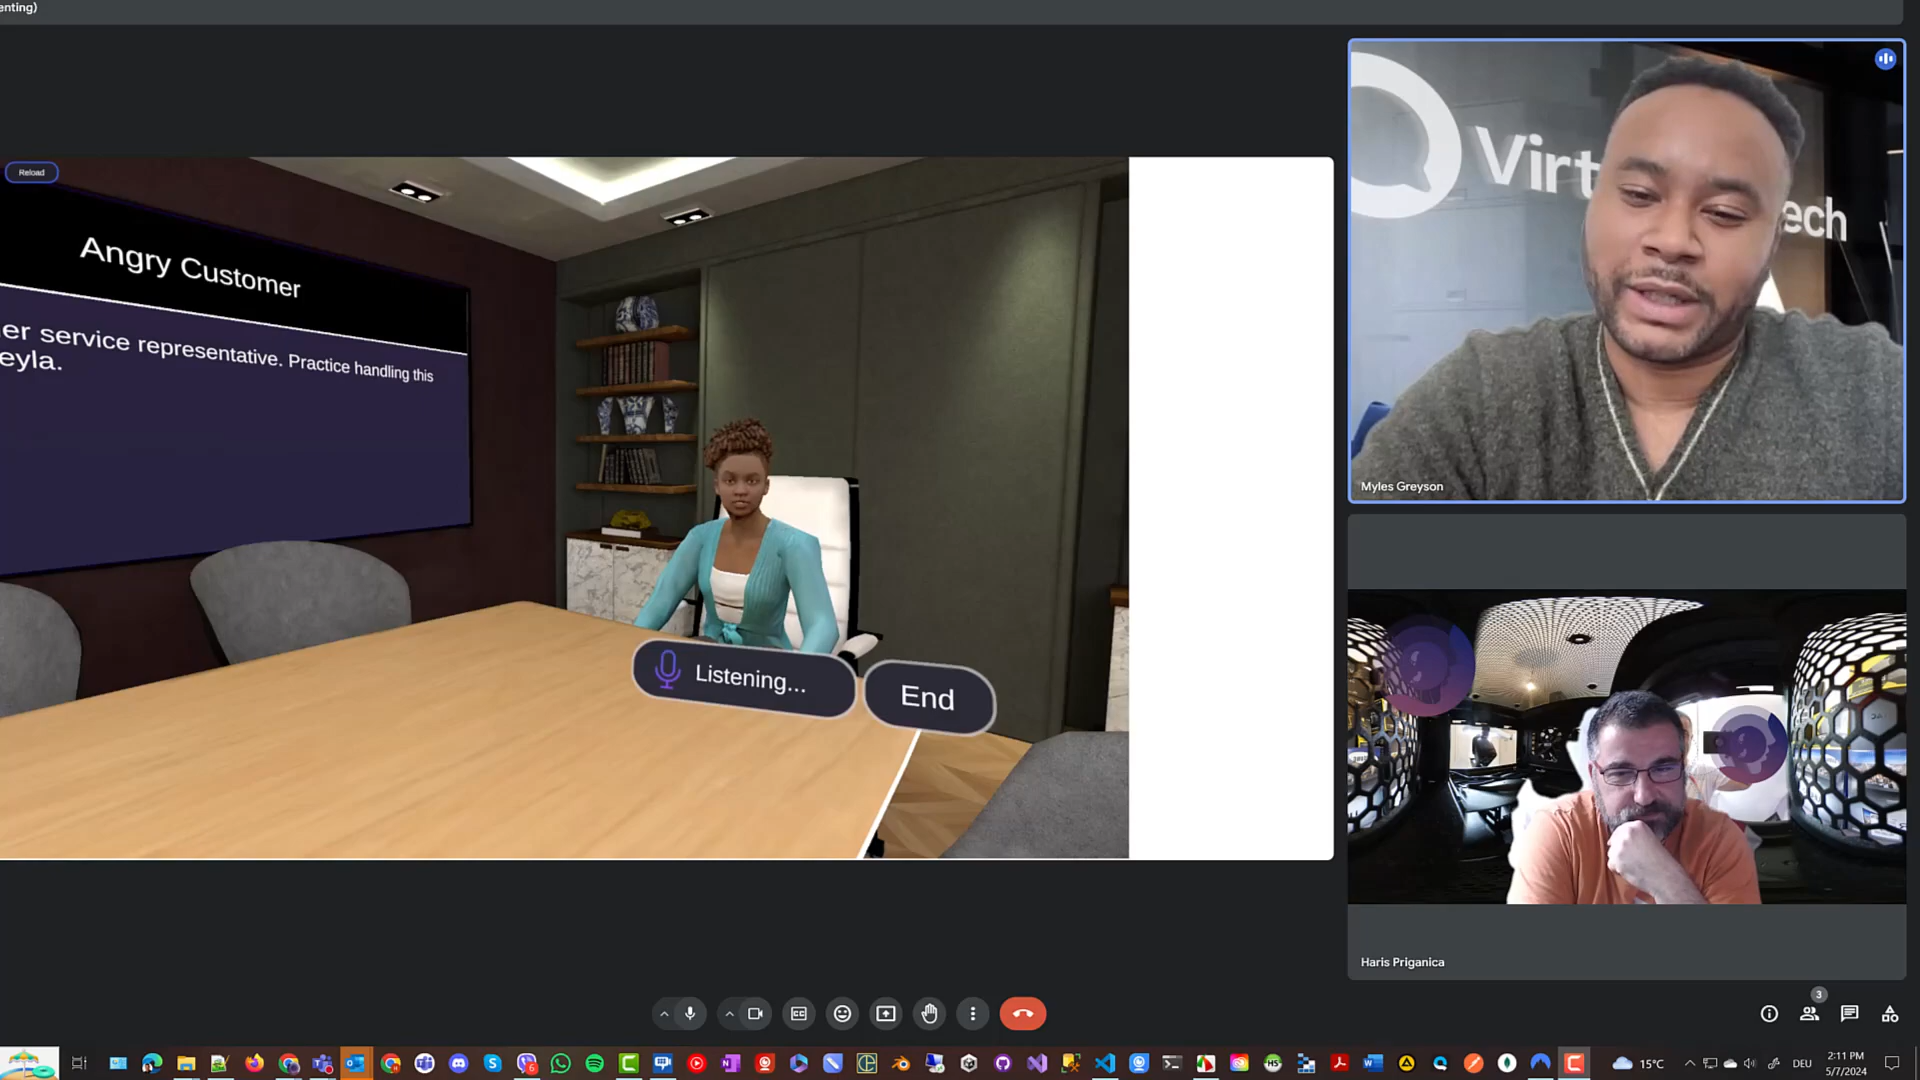 enting)
Reload
Angry Customer
er service representative. Practice handling this
eyla.
Listening...
End
Virt
ech
Myles Greyson
Haris Priganica
3
15°C
DEU
2:11 PM
5/7/2024